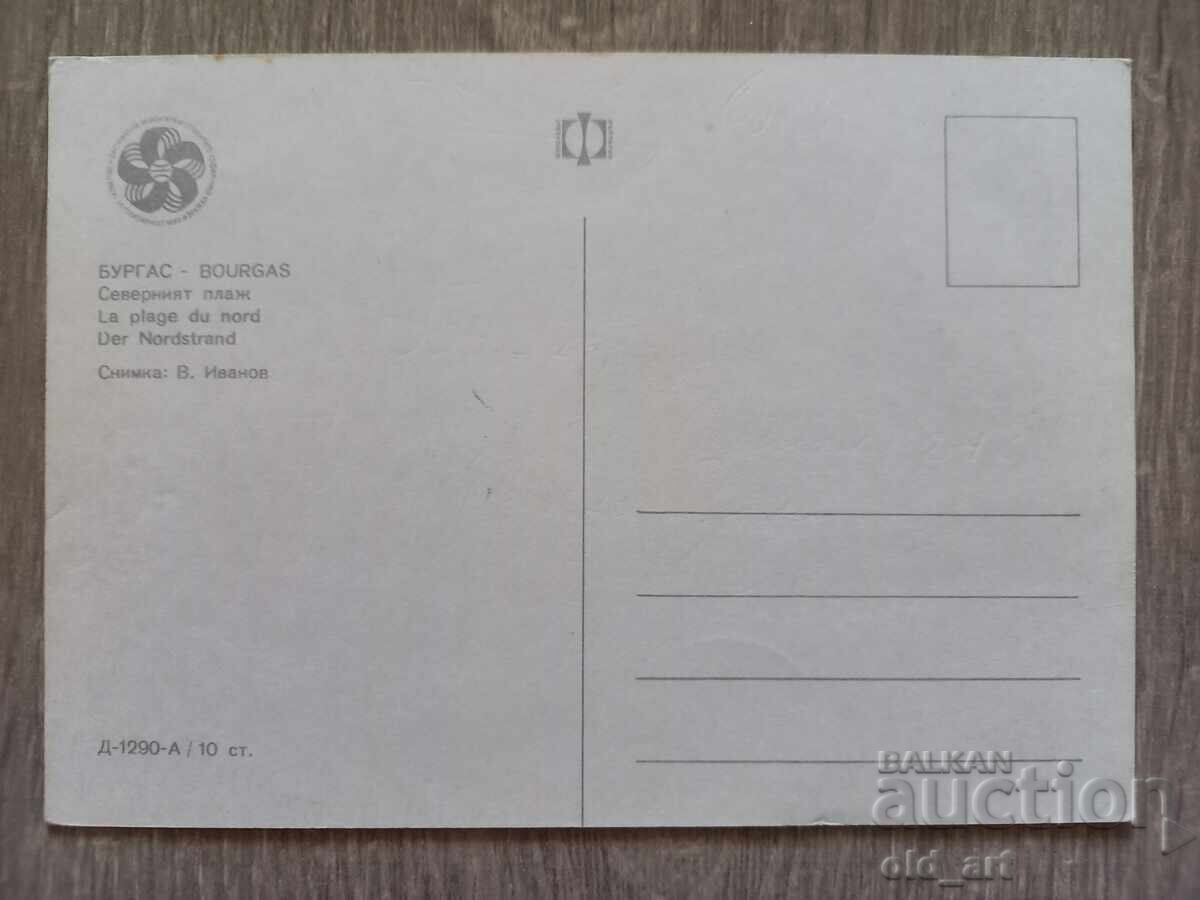 БУРГАС - BOURGAS
Северният плаж
La plage du nord
Der Nordstrand
Снимка: В. Иванов
Д-1290-А / 10 ст.
BALKAN
auction
old_art